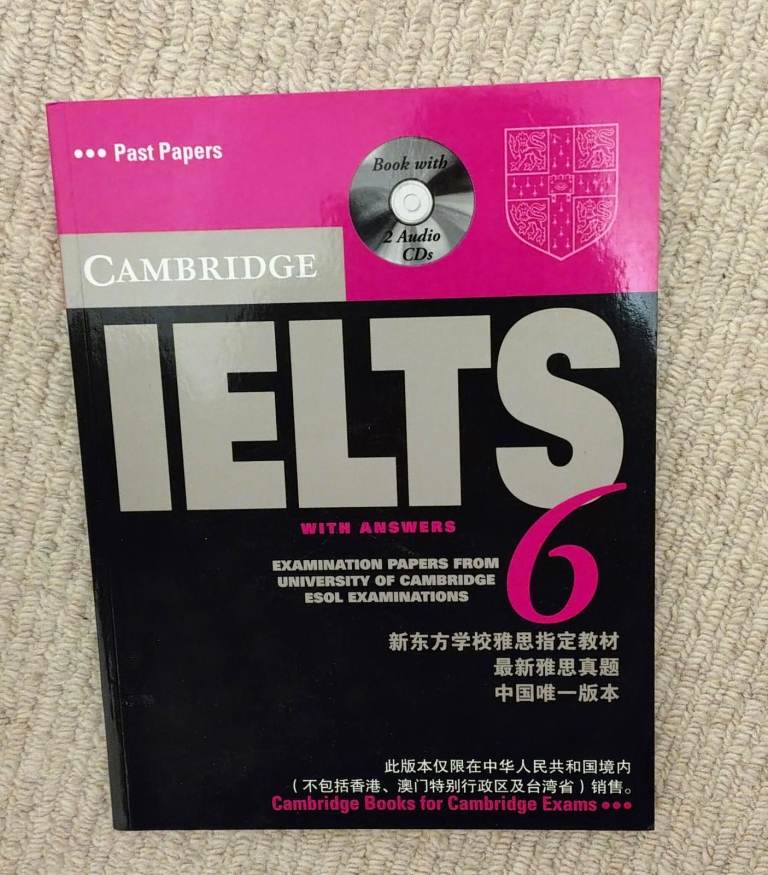 ••• Past Papers
Book with
2 Audio
CDs
CAMBRIDGE
IELTS
6
WITH ANSWERS
EXAMINATION PAPERS FROM
UNIVERSITY OF CAMBRIDGE
ESOL EXAMINATIONS
新东方学校雅思指定教材
最新雅思真题
中国唯一版本
此版本仅限在中华人民共和国境内
（不包括香港、澳门特别行政区及台湾省）销售。
Cambridge Books for Cambridge Exams •••